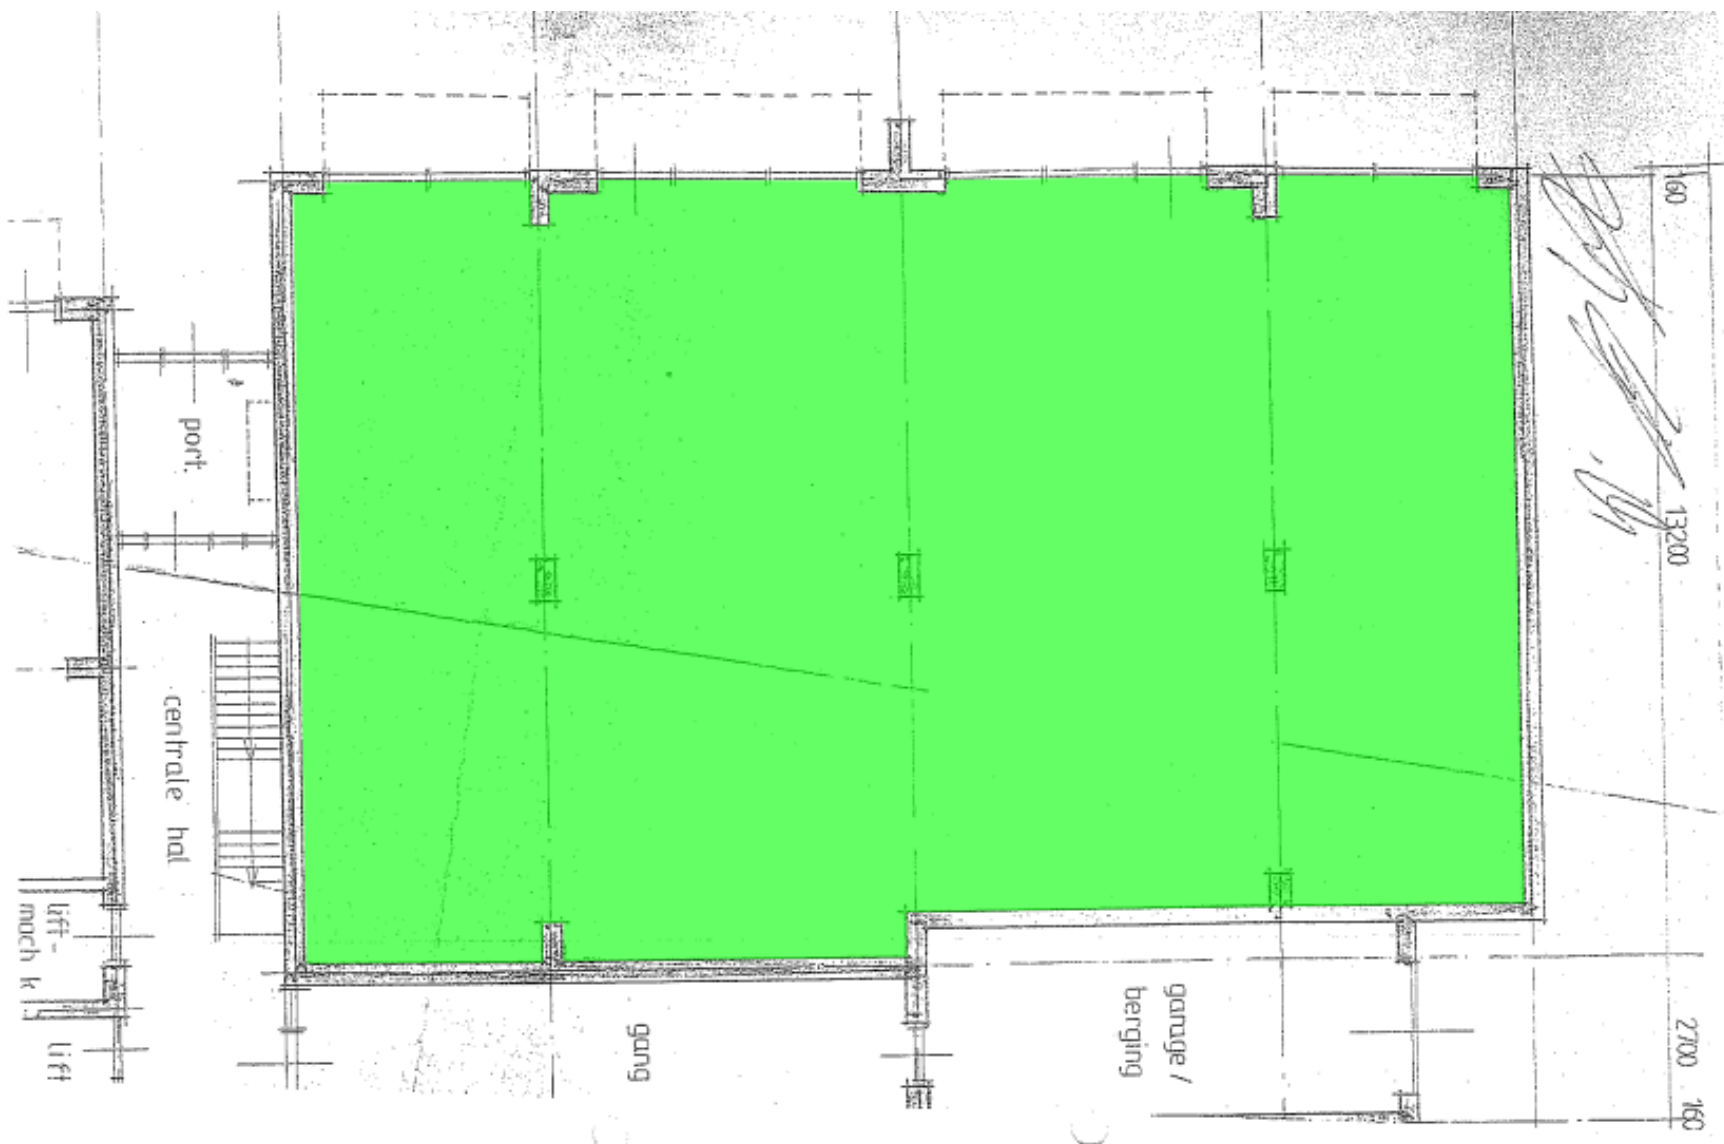 160
13200
port.
centrale hal
lift-
mach k.
lift
gang
garage /
berging
2700
160